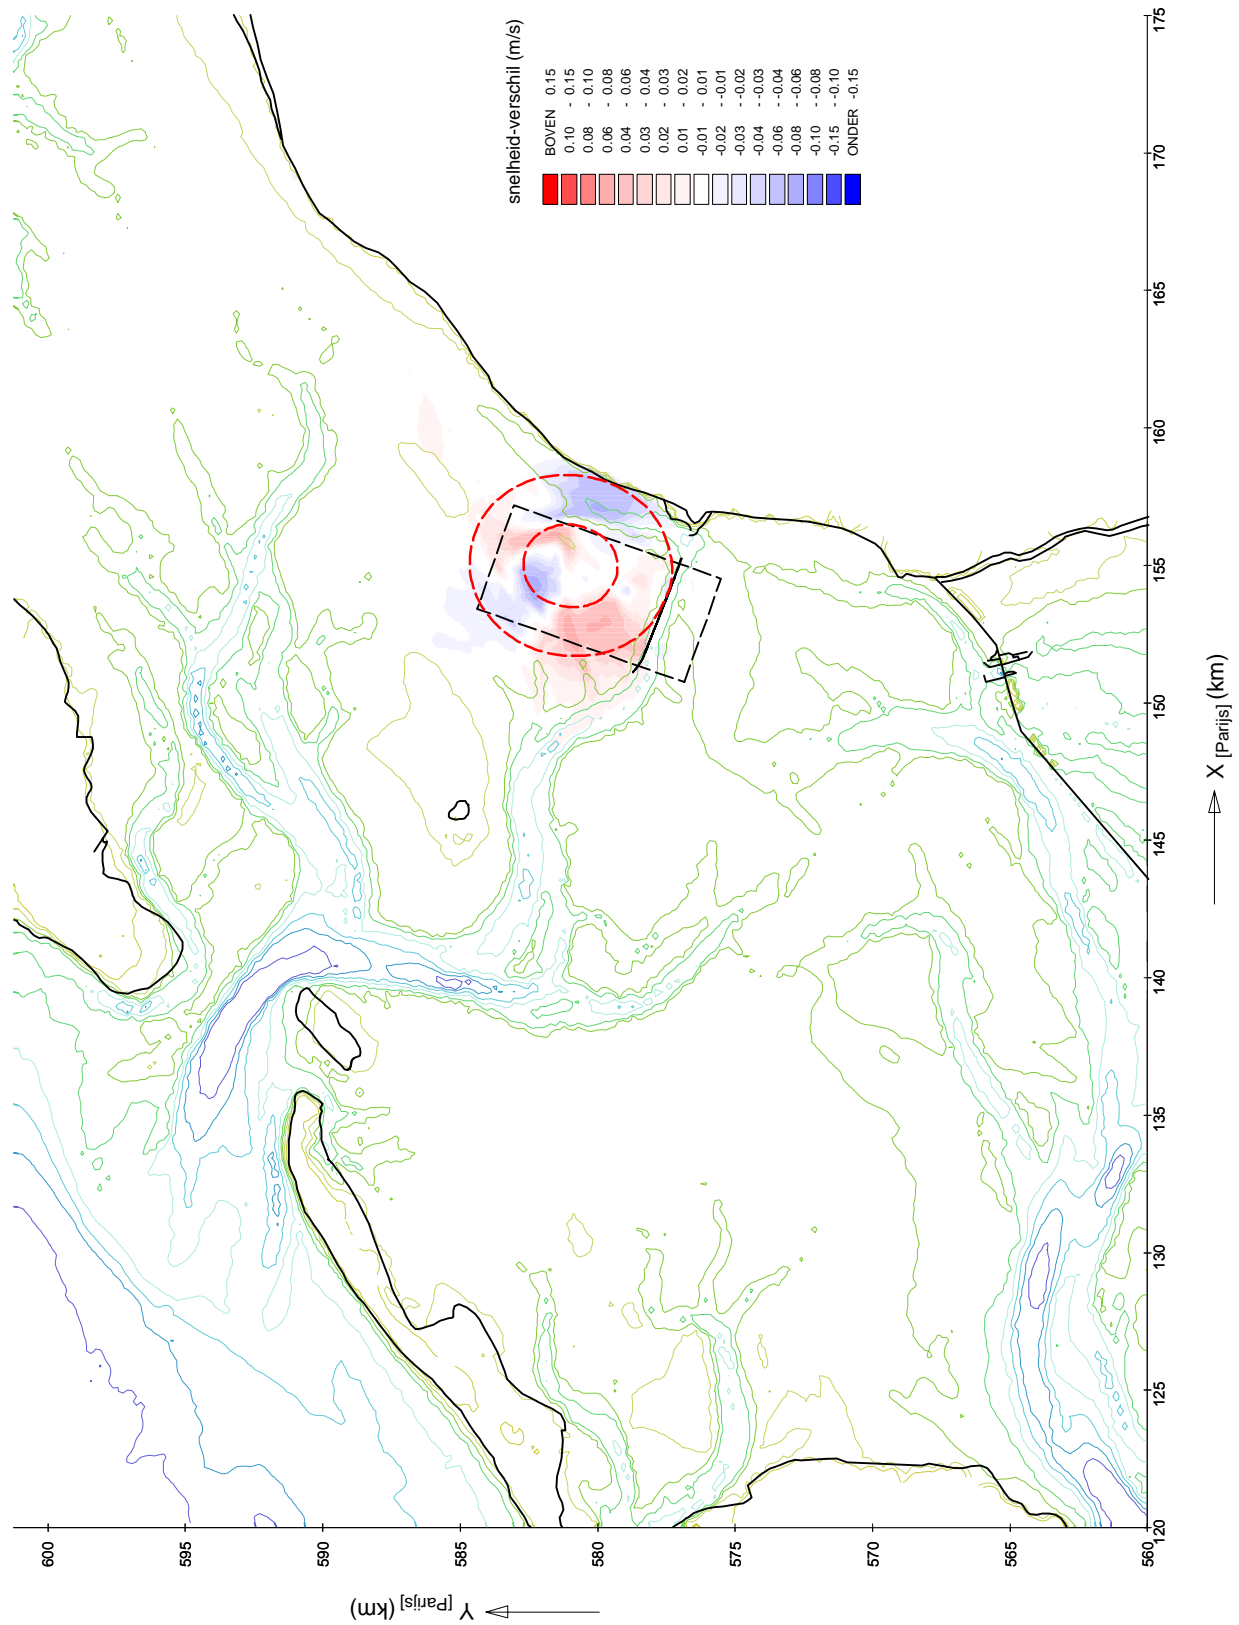 snelheid-verschil (m/s)
BOVEN 0.15
0.10 - 0.15
0.08 - 0.10
0.06 - 0.08
0.04 - 0.06
0.03 - 0.04
0.02 - 0.03
0.01 - 0.02
-0.01 - 0.01
-0.02 - -0.01
-0.03 - -0.02
-0.04 - -0.03
-0.06 - -0.04
-0.08 - -0.06
-0.10 - -0.08
-0.15 - -0.10
ONDER -0.15
Y [Parijs] (km)
600
595
590
585
580
575
570
565
560
X [Parijs] (km)
120
125
130
135
140
145
150
155
160
165
170
175